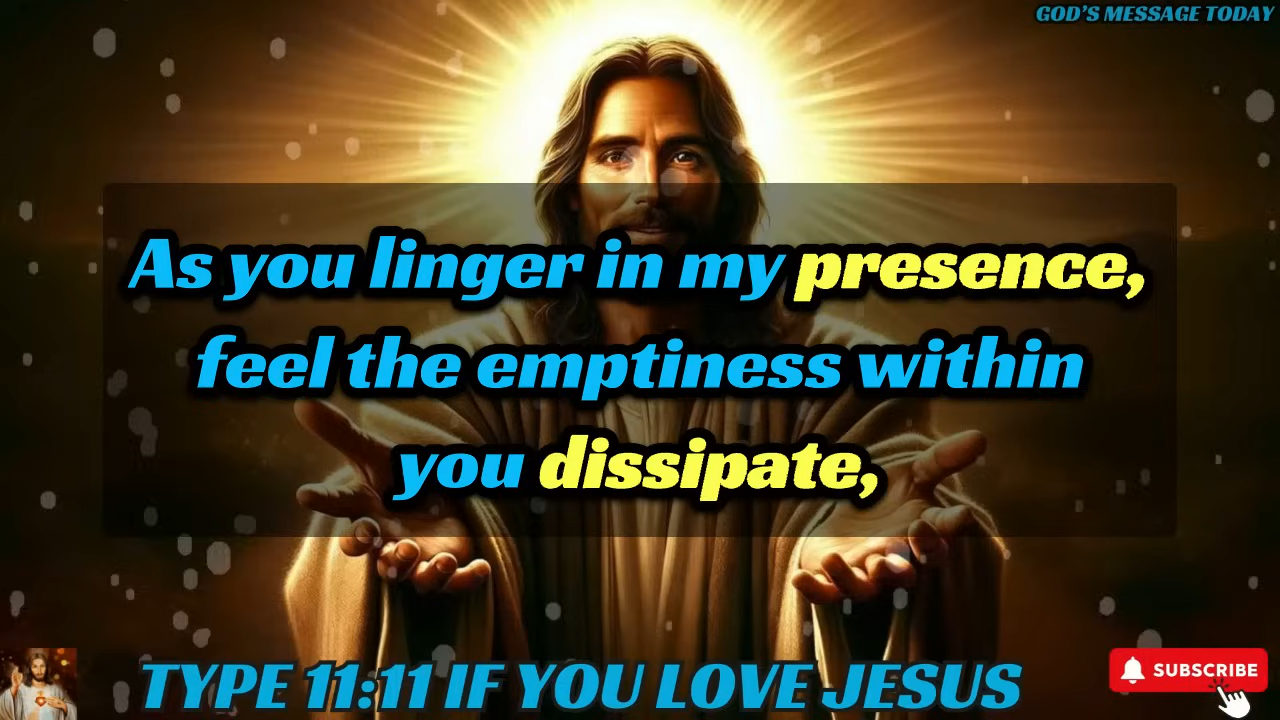 GOD'S MESSAGE TODAY
As you linger in my presence,
feel the emptiness within
you dissipate,
TYPE 11:11 IF YOU LOVE JESUS
SUBSCRIBE